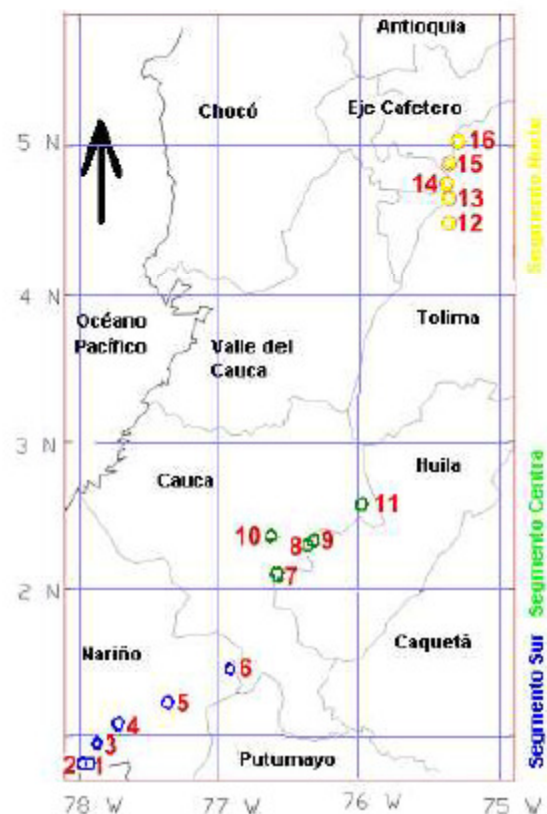 Antioquia
Chocó
Eje Cafetero
5 N
16
15
14
13
12
Segmento Norte
4 N
Océano
Pacífico
Valle del
Cauca
Tolima
3 N
Cauca
Huila
11
10
8
9
7
Segmento Centra
2 N
Nariño
Caquetá
6
5
4
3
2
1
Putumayo
Segmento Sur
78 W
77 W
76 W
75 W